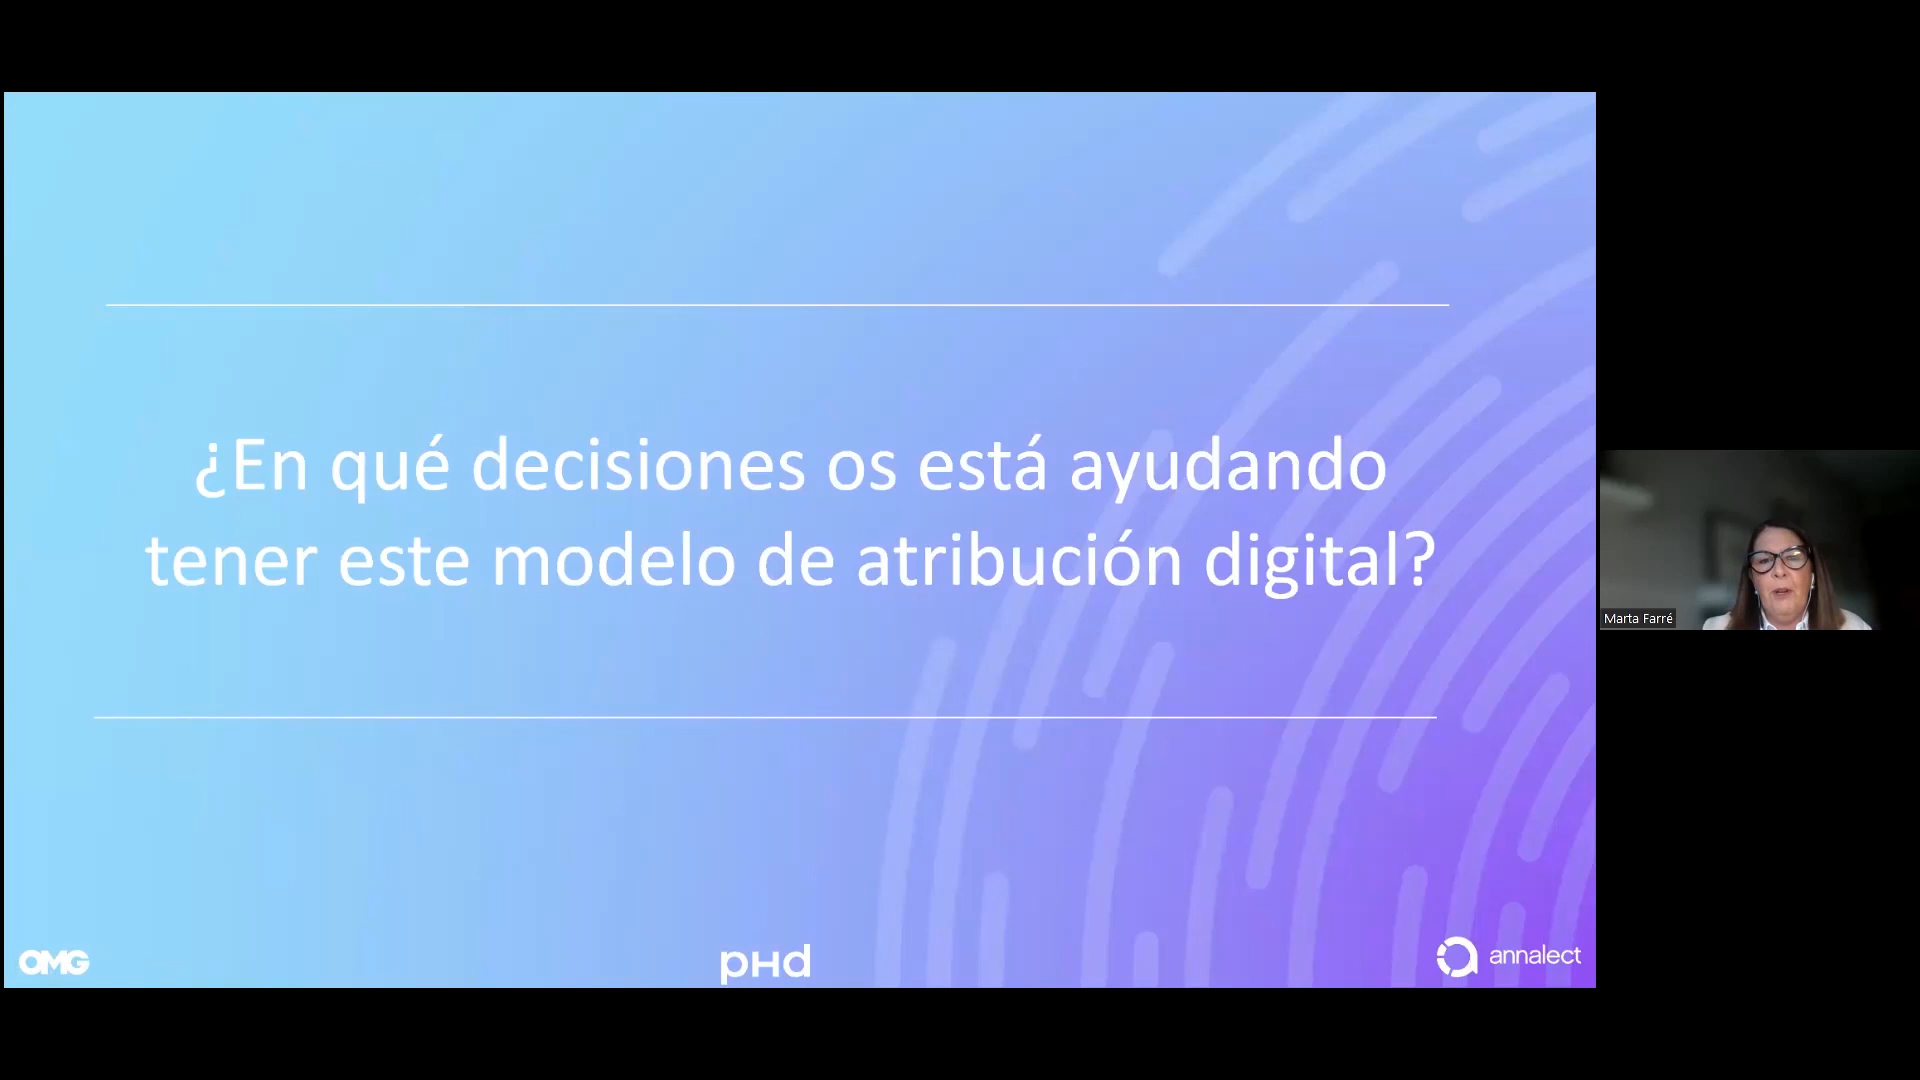 ¿En qué decisiones os está ayudando
tener este modelo de atribución digital?
Marta Farré
OMG
pHd
annalect